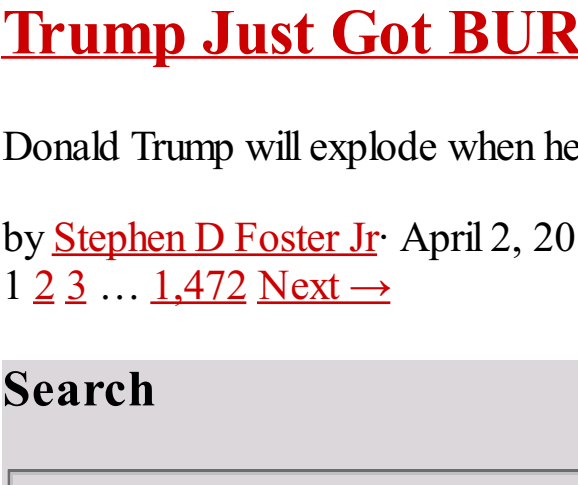 Trump Just Got BUR
Donald Trump will explode when he
by Stephen D Foster Jr· April 2, 20
1 2 3 … 1,472 Next →
Search